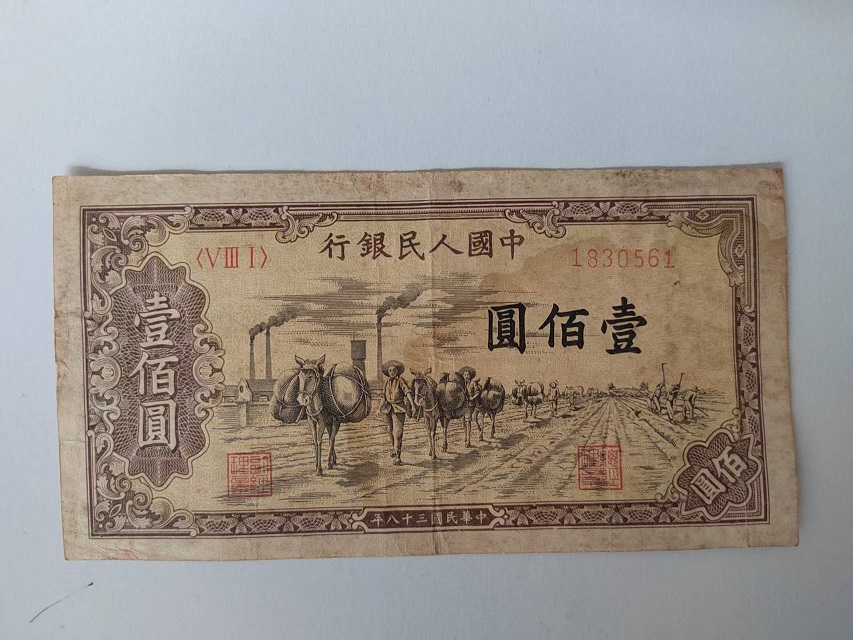 中國人民銀行
〈VIII I〉
1830561
壹佰圓
壹佰圓
佰圓
中華民國三十八年